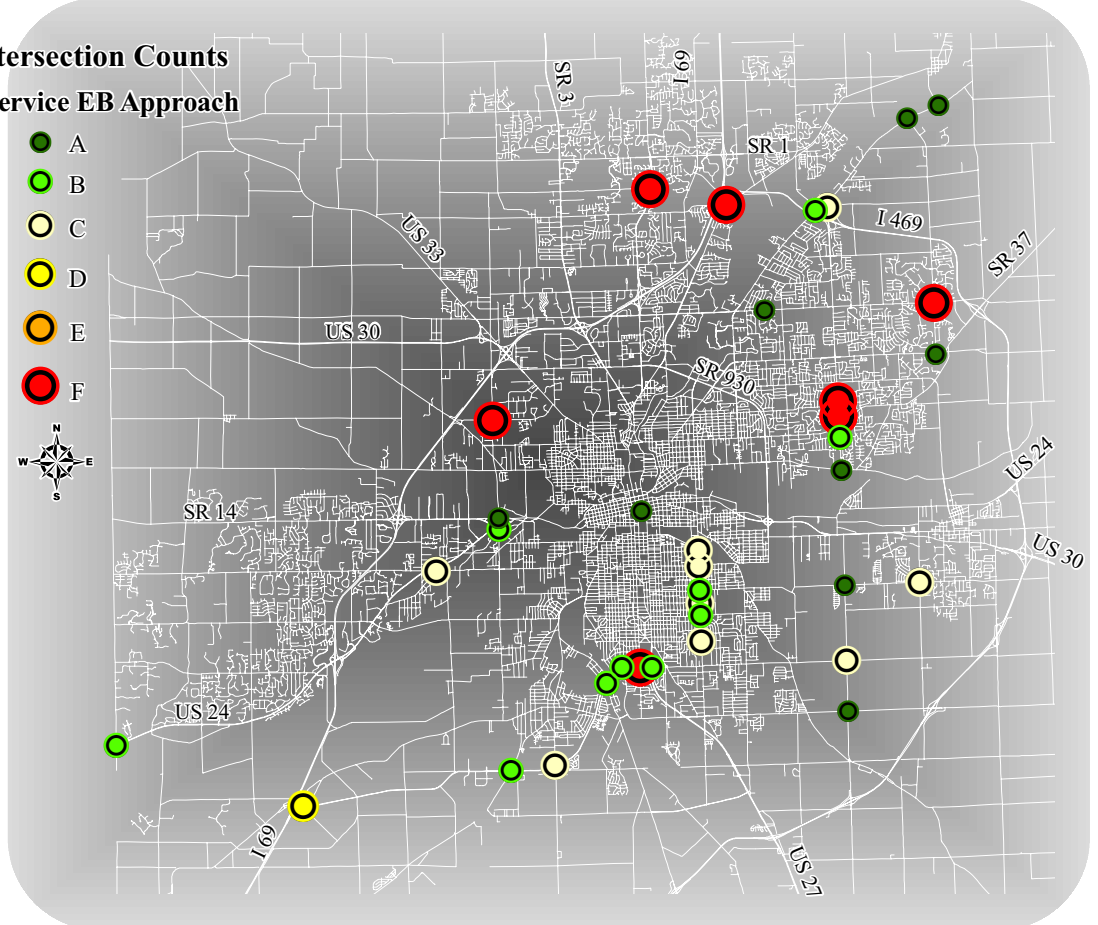 tersection Counts
ervice EB Approach
A
B
C
D
E
F
N
W E
S
SR 3
I 69
SR 1
I 469
US 33
SR 37
US 30
SR 930
US 24
SR 14
US 30
US 24
I 69
US 27